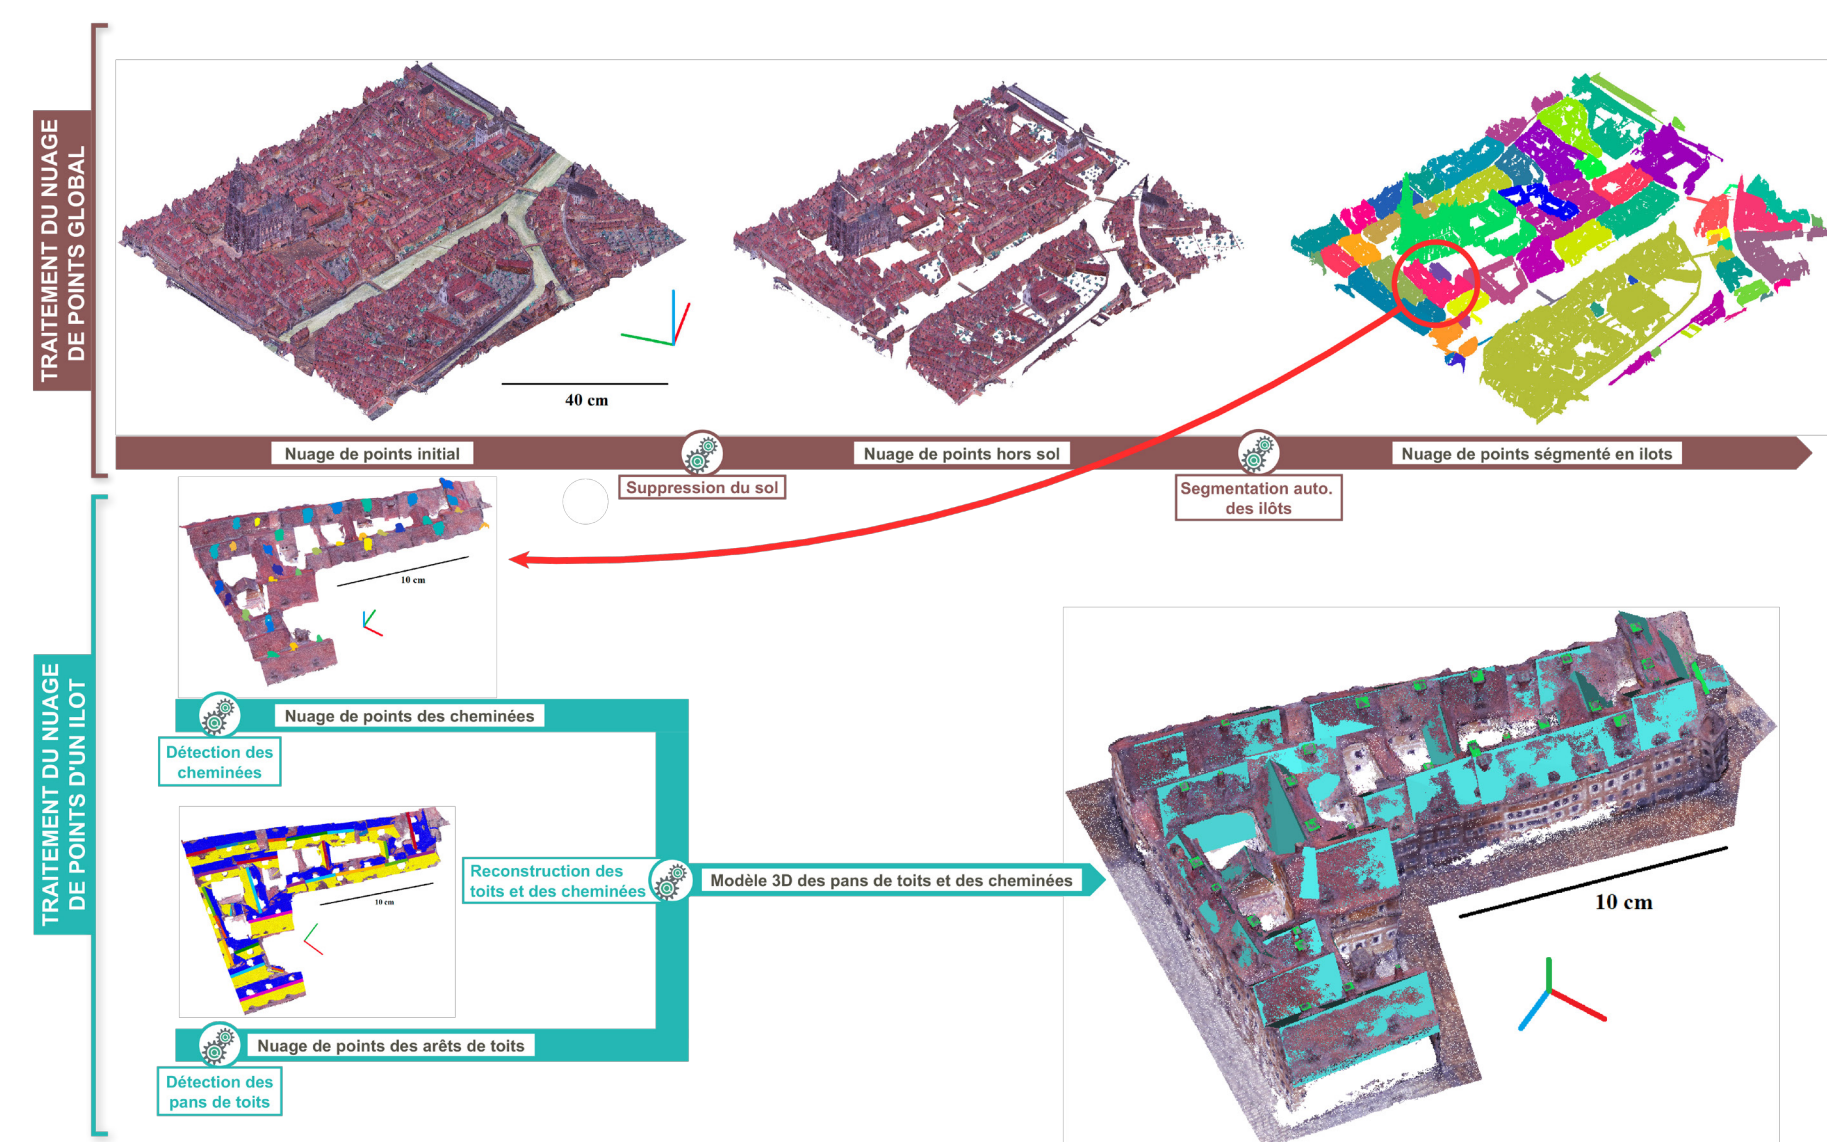 TRAITEMENT DU NUAGE
DE POINTS GLOBAL
40 cm
Nuage de points initial
Nuage de points hors sol
Nuage de points ségmenté en ilots
Suppression du sol
Segmentation auto.
des ilôts
TRAITEMENT DU NUAGE
DE POINTS D'UN ILOT
10 cm
Nuage de points des cheminées
Détection des
cheminées
10 cm
Reconstruction des
toits et des cheminées
Modèle 3D des pans de toits et des cheminées
10 cm
Nuage de points des arêts de toits
Détection des
pans de toits